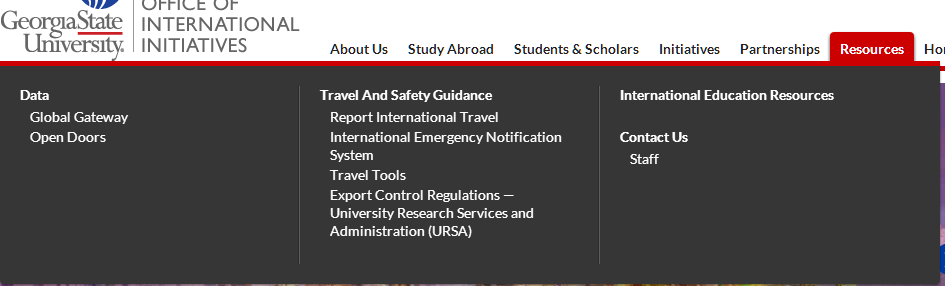 OFFICE OF
GeorgiaState INTERNATIONAL
University. INITIATIVES
About Us Study Abroad Students & Scholars Initiatives Partnerships Resources
Data
Global Gateway
Open Doors
Travel And Safety Guidance
Report International Travel
International Emergency Notification
System
Travel Tools
Export Control Regulations —
University Research Services and
Administration (URSA)
International Education Resources
Contact Us
Staff